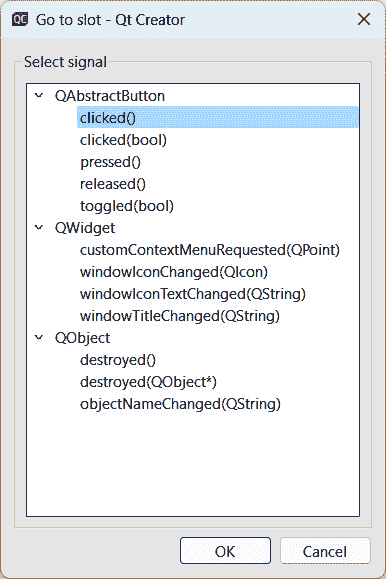 QC Go to slot - Qt Creator
Select signal
QAbstractButton
clicked()
clicked(bool)
pressed()
released()
toggled(bool)
QWidget
customContextMenuRequested(QPoint)
windowIconChanged(QIcon)
windowIconTextChanged(QString)
windowTitleChanged(QString)
QObject
destroyed()
destroyed(QObject*)
objectNameChanged(QString)
OK Cancel